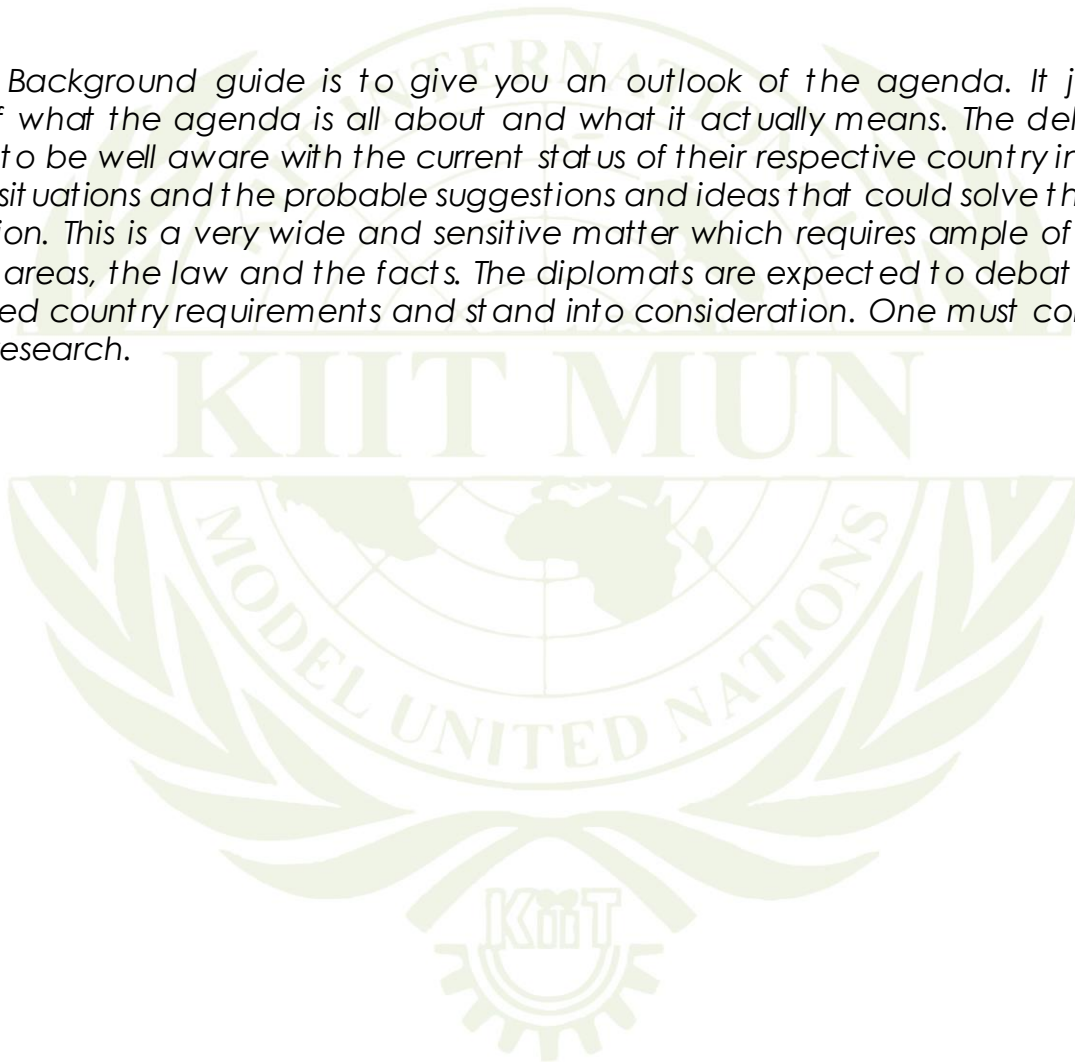 Background guide is to give you an outlook of the agenda. It j
what the agenda is all about and what it actually means. The del
to be well aware with the current status of their respective country in
situations and the probable suggestions and ideas that could solve th
ion. This is a very wide and sensitive matter which requires ample of
areas, the law and the facts. The diplomats are expected to debat
ed country requirements and stand into consideration. One must co
esearch.
INTERNATIONAL
KIIT MUN
MODEL UNITED NATIONS
KiiT